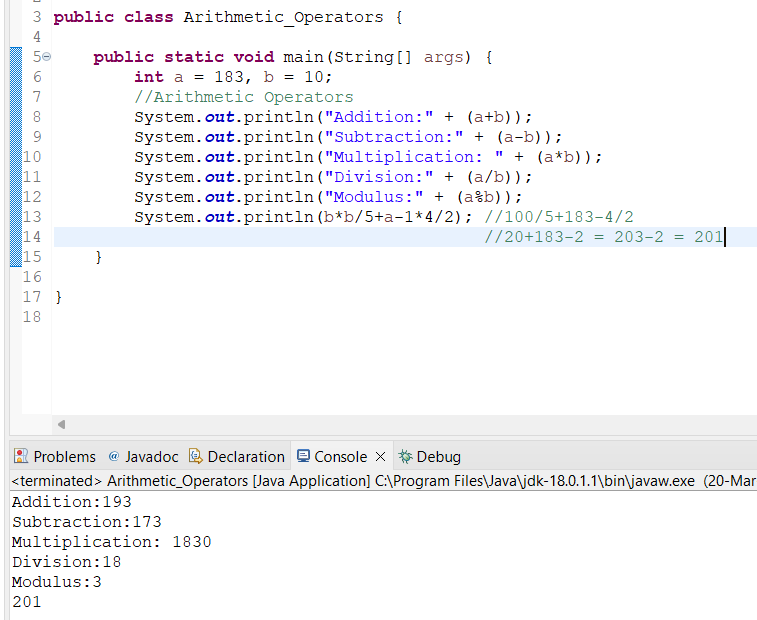 3 public class Arithmetic_Operators {
4
5 public static void main(String[] args) {
6 int a = 183, b = 10;
7 //Arithmetic Operators
8 System.out.println("Addition:" + (a+b));
9 System.out.println("Subtraction:" + (a-b));
10 System.out.println("Multiplication: " + (a*b));
11 System.out.println("Division:" + (a/b));
12 System.out.println("Modulus:" + (a%b));
13 System.out.println(b*b/5+a-1*4/2); //100/5+183-4/2
14 //20+183-2 = 203-2 = 201
15 }
16
17 }
18
Problems @ Javadoc Declaration Console Debug
<terminated> Arithmetic_Operators [Java Application] C:\Program Files\Java\jdk-18.0.1.1\bin\javaw.exe (20-Mar
Addition:193
Subtraction:173
Multiplication: 1830
Division:18
Modulus:3
201